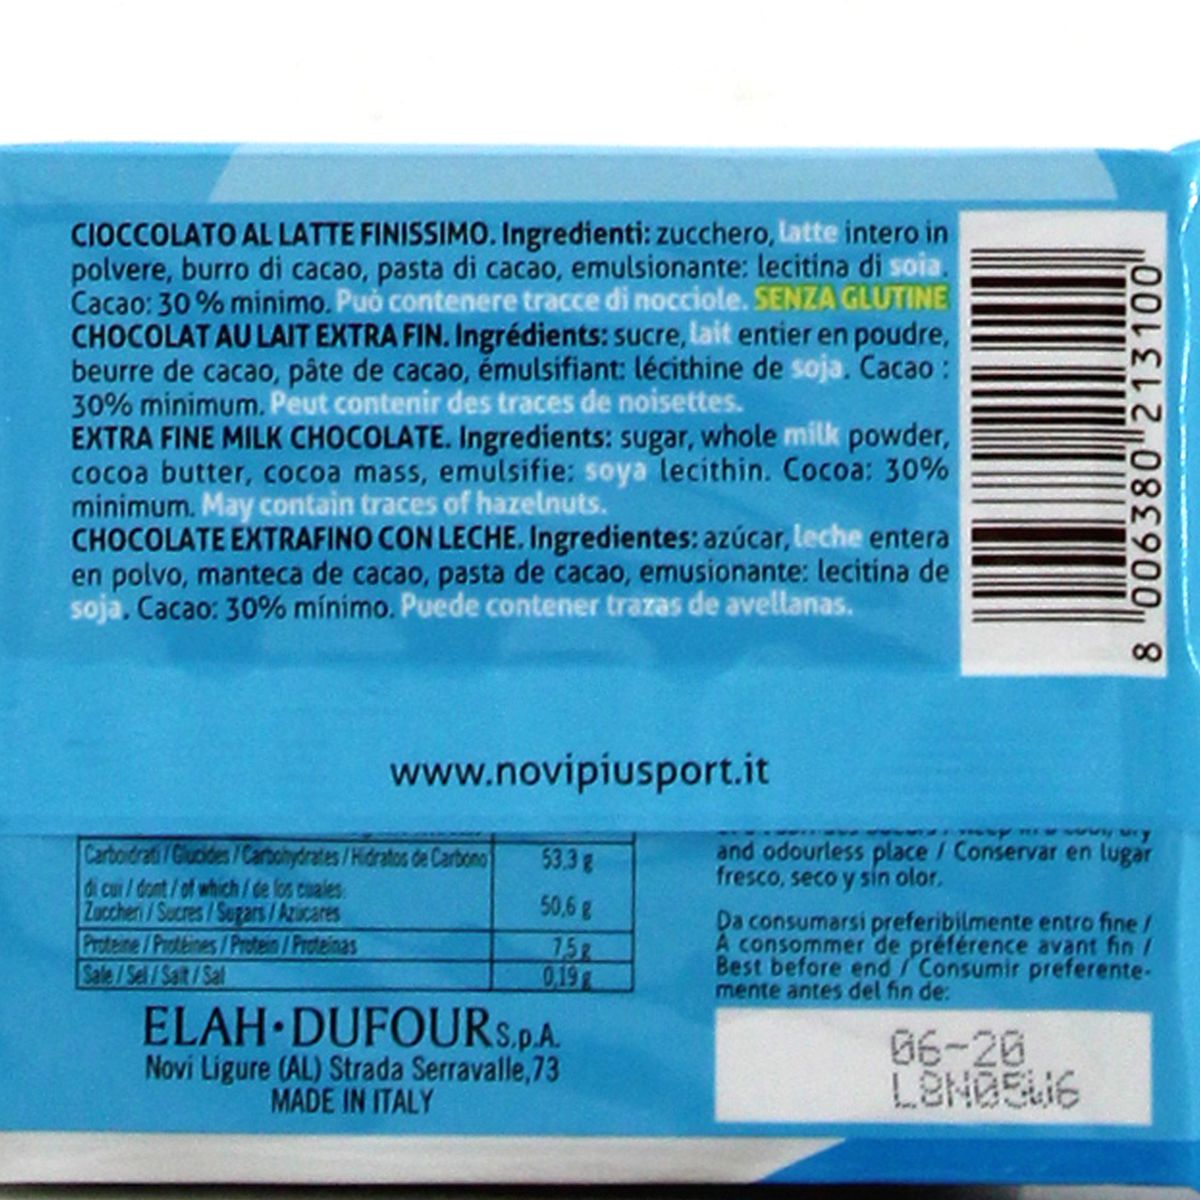 CIOCCOLATO AL LATTE FINISSIMO. Ingredienti: zucchero, latte intero in
polvere, burro di cacao, pasta di cacao, emulsionante: lecitina di soia.
Cacao: 30 % minimo. Può contenere tracce di nocciole. SENZA GLUTINE
CHOCOLAT AU LAIT EXTRA FIN. Ingrédients: sucre, lait entier en poudre,
beurre de cacao, pâte de cacao, émulsifiant: lécithine de soja. Cacao :
30% minimum. Peut contenir des traces de noisettes.
EXTRA FINE MILK CHOCOLATE. Ingredients: sugar, whole milk powder,
cocoa butter, cocoa mass, emulsifie: soya lecithin. Cocoa: 30%
minimum. May contain traces of hazelnuts.
CHOCOLATE EXTRAFINO CON LECHE. Ingredientes: azúcar, leche entera
en polvo, manteca de cacao, pasta de cacao, emusionante: lecitina de
soja. Cacao: 30% mínimo. Puede contener trazas de avellanas.
8 006380 213100
www.novipiusport.it
Carboidrati / Glucides / Carbohydrates / Hidratos de Carbono 53.3 g
di cui / dont / of which / de los cuales:
Zuccheri / Sucres / Sugars / Azúcares 50,6 g
Proteine / Protéines / Protein / Proteínas 7,5 g
Sale / Sel / Salt / Sal 0,19 g
ELAH·DUFOUR S.p.A.
Novi Ligure (AL) Strada Serravalle,73
MADE IN ITALY
and odourless place / Conservar en lugar
fresco, seco y sin olor.
Da consumarsi preferibilmente entro fine /
À consommer de préférence avant fin /
Best before end / Consumir preferente-
mente antes del fin de:
06-20
L8N05W6